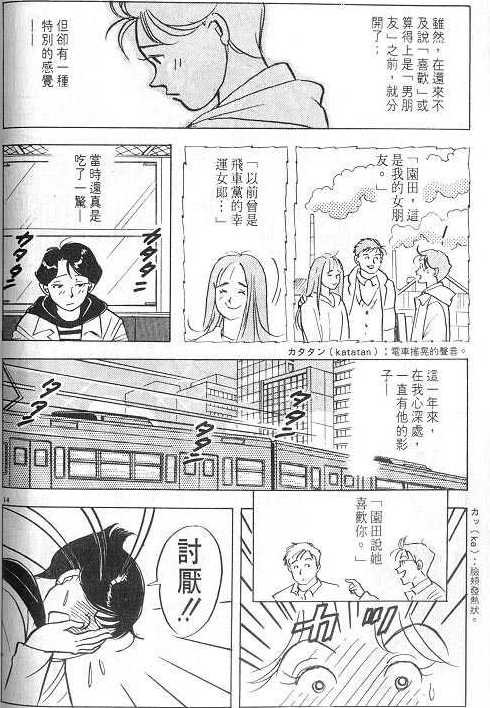 雖然，在還來不
及說「喜歡」或
算得上是「男朋
友」之前，就分
開了…
但卻有一種
特別的感覺
——
「園田，這
是我的女朋
友。」
「以前曾是
飛車黨的幸
運女郎…」
當時還真是
吃了一驚—
カタタン
カタタン（katatan）：電車搖晃的聲音。
這一年來，
在我心深處，
一直有他的影
子—
カタタン
「園田說她
喜歡你。」
カッ（ka）：臉頰發熱狀。
カッ
討厭!!
14